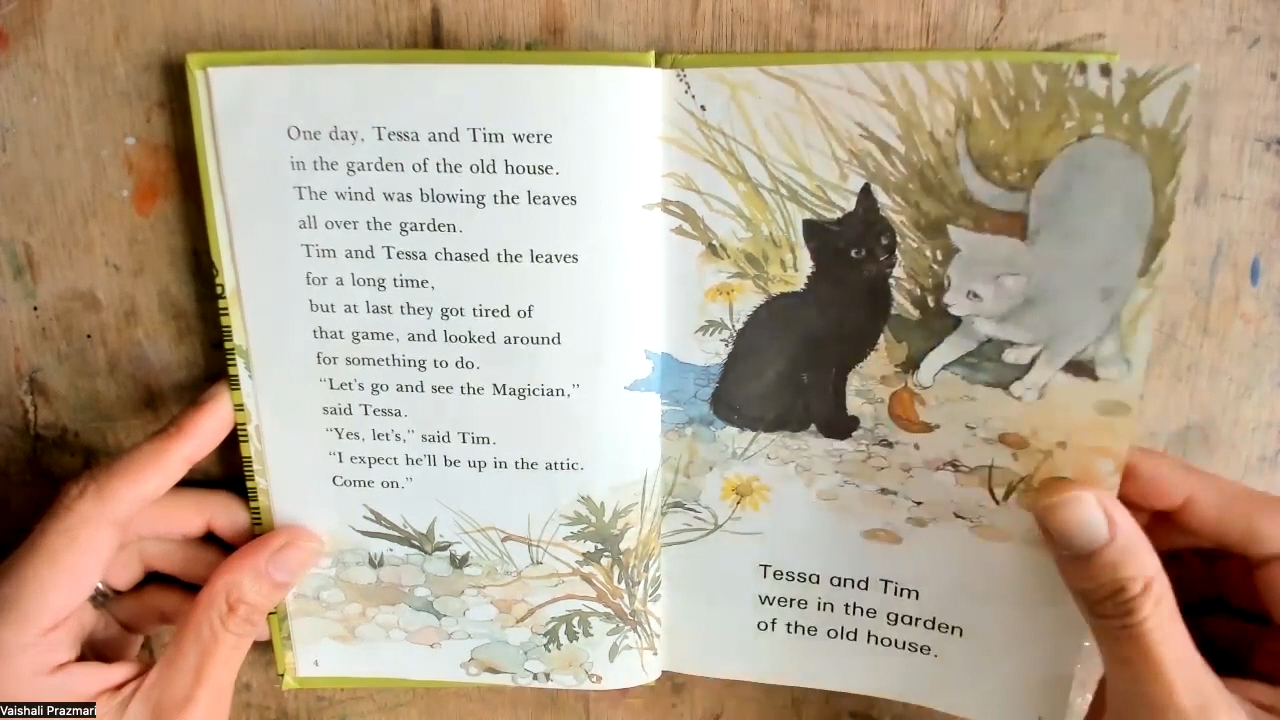 One day, Tessa and Tim were
in the garden of the old house.
The wind was blowing the leaves
all over the garden.
Tim and Tessa chased the leaves
for a long time,
but at last they got tired of
that game, and looked around
for something to do.
“Let’s go and see the Magician,”
said Tessa.
“Yes, let’s,” said Tim.
“I expect he’ll be up in the attic.
Come on.”
4
Tessa and Tim
were in the garden
of the old house.
Vaishali Prazmari